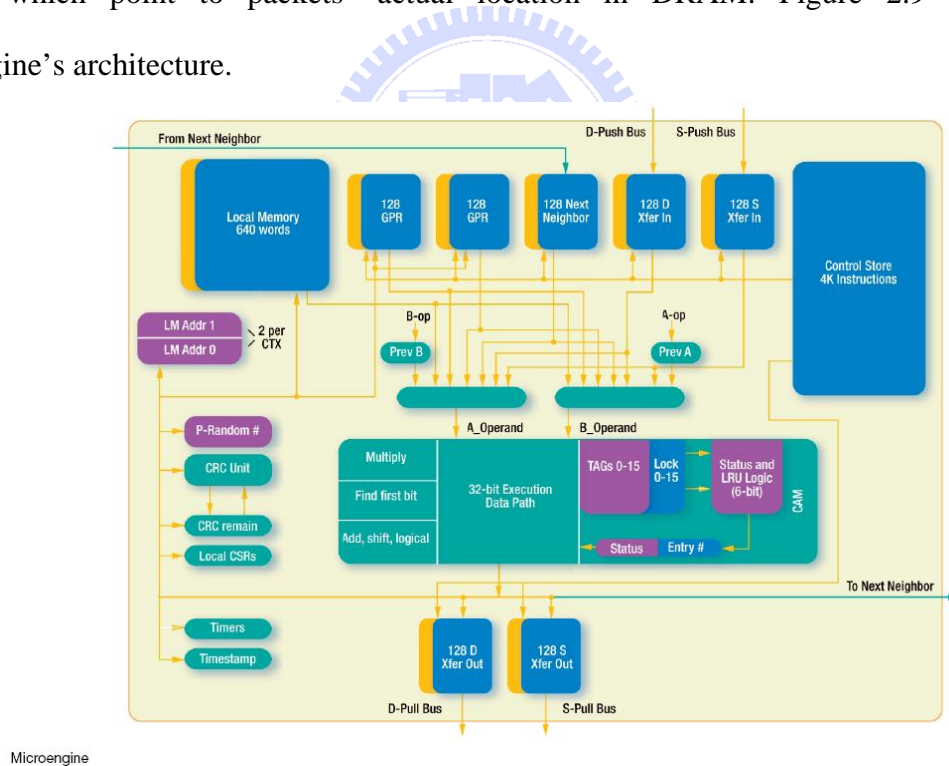 which point to packets' actual location in DRAM. Figure 2.9
gine's architecture.
From Next Neighbor
D-Push Bus
S-Push Bus
Local Memory
640 words
128
GPR
128
GPR
128 Next
Neighbor
128 D
Xfer In
128 S
Xfer In
Control Store
4K Instructions
LM Addr 1
LM Addr 0
2 per
CTX
B-op
A-op
Prev B
Prev A
A_Operand
B_Operand
P-Random #
CRC Unit
CRC remain
Local CSRs
Timers
Timestamp
Multiply
Find first bit
Add, shift, logical
32-bit Execution
Data Path
TAGs 0-15
Lock
0-15
Status and
LRU Logic
(6-bit)
CAM
Status
Entry #
To Next Neighbor
128 D
Xfer Out
128 S
Xfer Out
D-Pull Bus
S-Pull Bus
Microengine